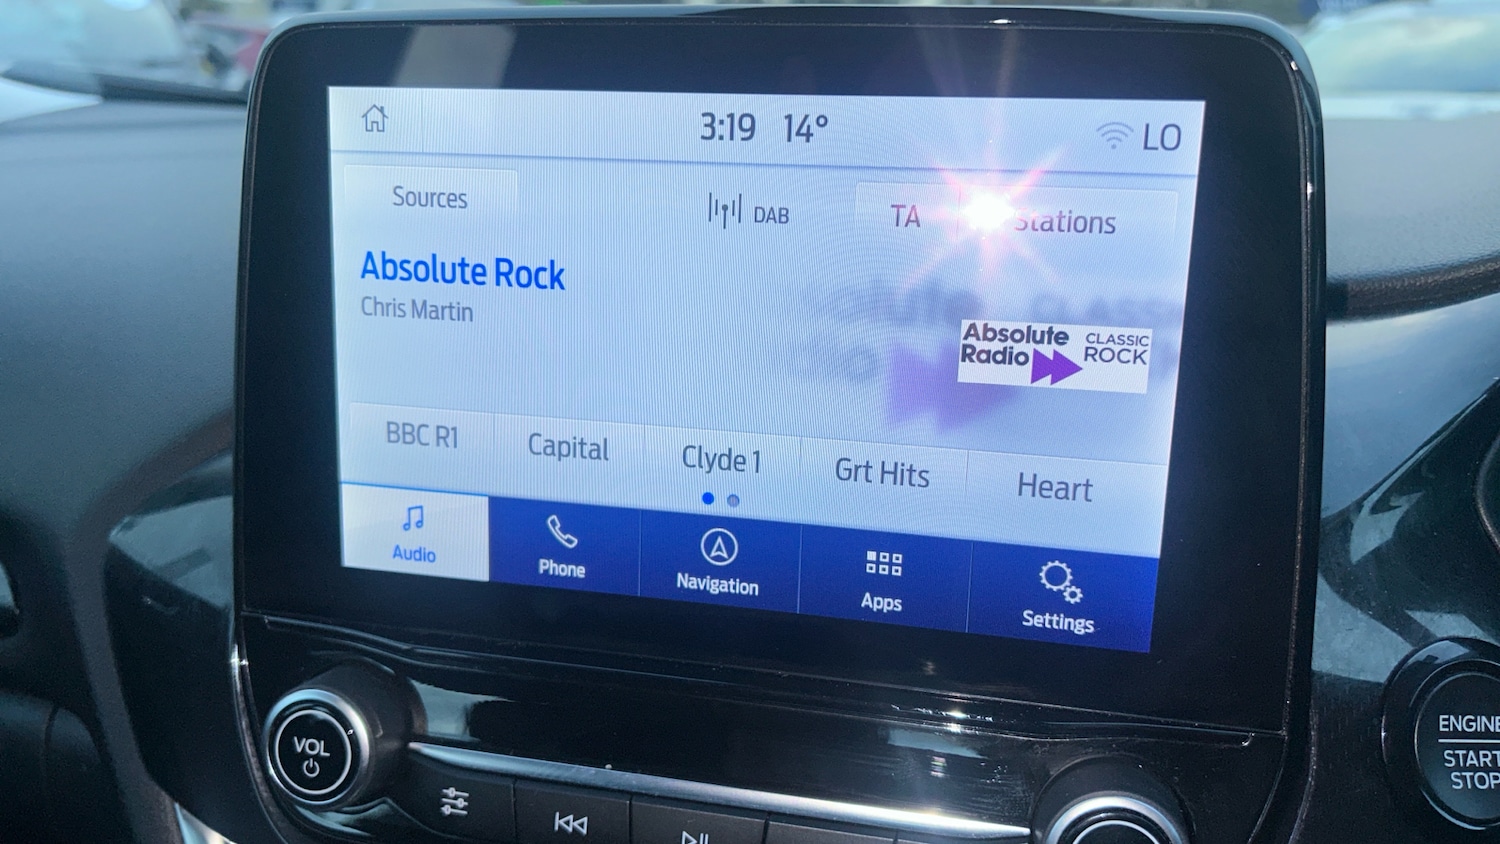 3:19 14° LO
Sources
DAB
TA
Stations
Absolute Rock
Chris Martin
Absolute
Radio
CLASSIC
ROCK
BBC R1
Capital
Clyde 1
Grt Hits
Heart
Audio
Phone
Navigation
Apps
Settings
VOL
ENGINE
START
STOP